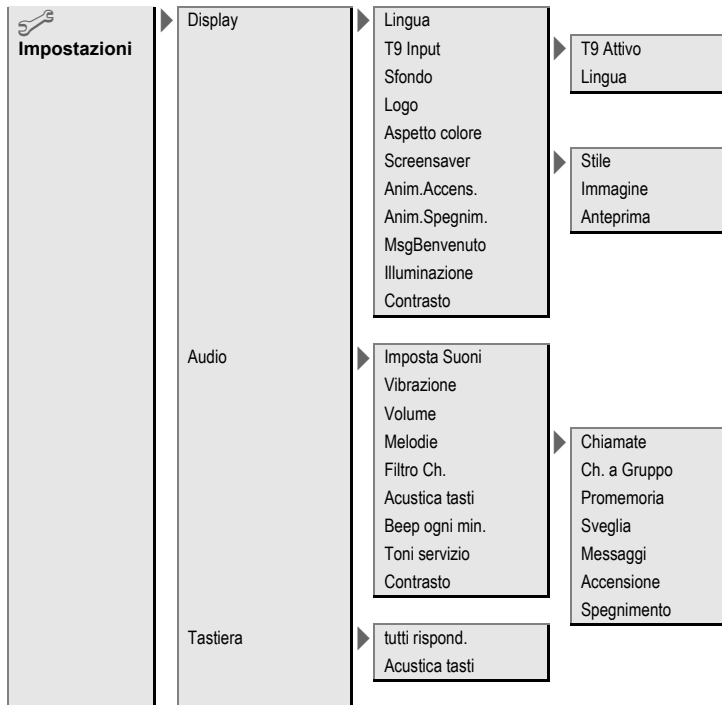 Impostazioni
Display
Lingua
T9 Input
Sfondo
Logo
Aspetto colore
Screensaver
Anim.Accens.
Anim.Spegnim.
MsgBenvenuto
Illuminazione
Contrasto
T9 Attivo
Lingua
Stile
Immagine
Anteprima
Audio
Imposta Suoni
Vibrazione
Volume
Melodie
Filtro Ch.
Acustica tasti
Beep ogni min.
Toni servizio
Contrasto
Chiamate
Ch. a Gruppo
Promemoria
Sveglia
Messaggi
Accensione
Spegnimento
Tastiera
tutti rispond.
Acustica tasti